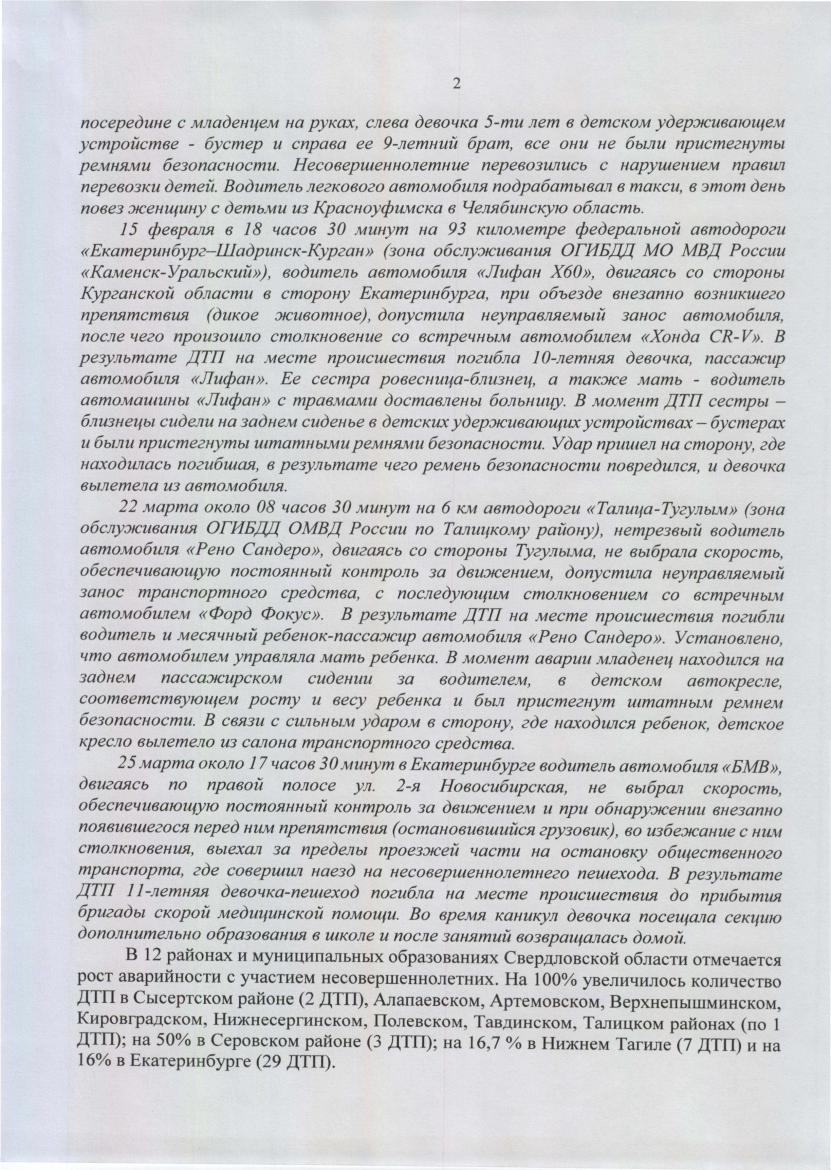 2
посередине с младенцем на руках, слева девочка 5-ти лет в детском удерживающем
устройстве - бустер и справа ее 9-летний брат, все они не были пристегнуты
ремнями безопасности. Несовершеннолетние перевозились с нарушением правил
перевозки детей. Водитель легкового автомобиля подрабатывал в такси, в этот день
повез женщину с детьми из Красноуфимска в Челябинскую область.
15 февраля в 18 часов 30 минут на 93 километре федеральной автодороги
«Екатеринбург–Шадринск-Курган» (зона обслуживания ОГИБДД МО МВД России
«Каменск-Уральский»), водитель автомобиля «Лифан Х60», двигаясь со стороны
Курганской области в сторону Екатеринбурга, при объезде внезапно возникшего
препятствия (дикое животное), допустила неуправляемый занос автомобиля,
после чего произошло столкновение со встречным автомобилем «Хонда CR-V». В
результате ДТП на месте происшествия погибла 10-летняя девочка, пассажир
автомобиля «Лифан». Ее сестра ровесница-близнец, а также мать - водитель
автомашины «Лифан» с травмами доставлены больницу. В момент ДТП сестры –
близнецы сидели на заднем сиденье в детских удерживающих устройствах – бустерах
и были пристегнуты штатными ремнями безопасности. Удар пришел на сторону, где
находилась погибшая, в результате чего ремень безопасности повредился, и девочка
вылетела из автомобиля.
22 марта около 08 часов 30 минут на 6 км автодороги «Талица-Тугулым» (зона
обслуживания ОГИБДД ОМВД России по Талицкому району), нетрезвый водитель
автомобиля «Рено Сандеро», двигаясь со стороны Тугулыма, не выбрала скорость,
обеспечивающую постоянный контроль за движением, допустила неуправляемый
занос транспортного средства, с последующим столкновением со встречным
автомобилем «Форд Фокус». В результате ДТП на месте происшествия погибли
водитель и месячный ребенок-пассажир автомобиля «Рено Сандеро». Установлено,
что автомобилем управляла мать ребенка. В момент аварии младенец находился на
заднем пассажирском сидении за водителем, в детском автокресле,
соответствующем росту и весу ребенка и был пристегнут штатным ремнем
безопасности. В связи с сильным ударом в сторону, где находился ребенок, детское
кресло вылетело из салона транспортного средства.
25 марта около 17 часов 30 минут в Екатеринбурге водитель автомобиля «БМВ»,
двигаясь по правой полосе ул. 2-я Новосибирская, не выбрал скорость,
обеспечивающую постоянный контроль за движением и при обнаружении внезапно
появившегося перед ним препятствия (остановившийся грузовик), во избежание с ним
столкновения, выехал за пределы проезжей части на остановку общественного
транспорта, где совершил наезд на несовершеннолетнего пешехода. В результате
ДТП 11-летняя девочка-пешеход погибла на месте происшествия до прибытия
бригады скорой медицинской помощи. Во время каникул девочка посещала секцию
дополнительно образования в школе и после занятий возвращалась домой.
В 12 районах и муниципальных образованиях Свердловской области отмечается
рост аварийности с участием несовершеннолетних. На 100% увеличилось количество
ДТП в Сысертском районе (2 ДТП), Алапаевском, Артемовском, Верхнепышминском,
Кировградском, Нижнесергинском, Полевском, Тавдинском, Талицком районах (по 1
ДТП); на 50% в Серовском районе (3 ДТП); на 16,7 % в Нижнем Тагиле (7 ДТП) и на
16% в Екатеринбурге (29 ДТП).